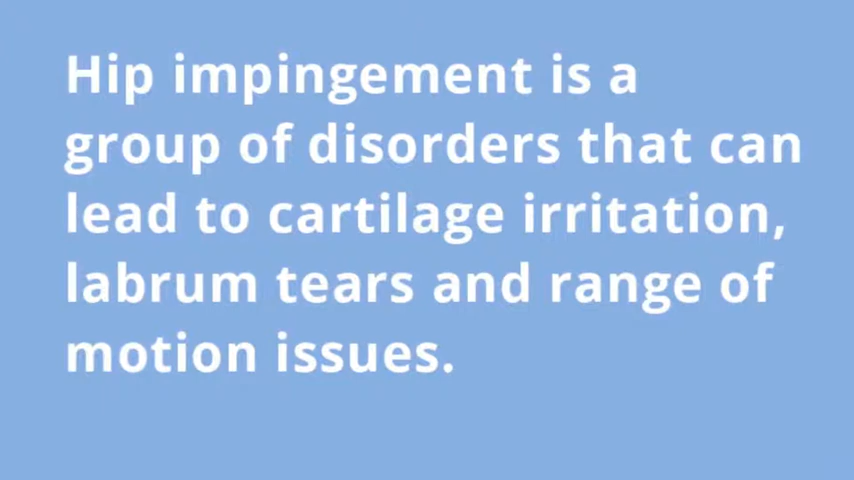 Hip impingement is a
group of disorders that can
lead to cartilage irritation,
labrum tears and range of
motion issues.